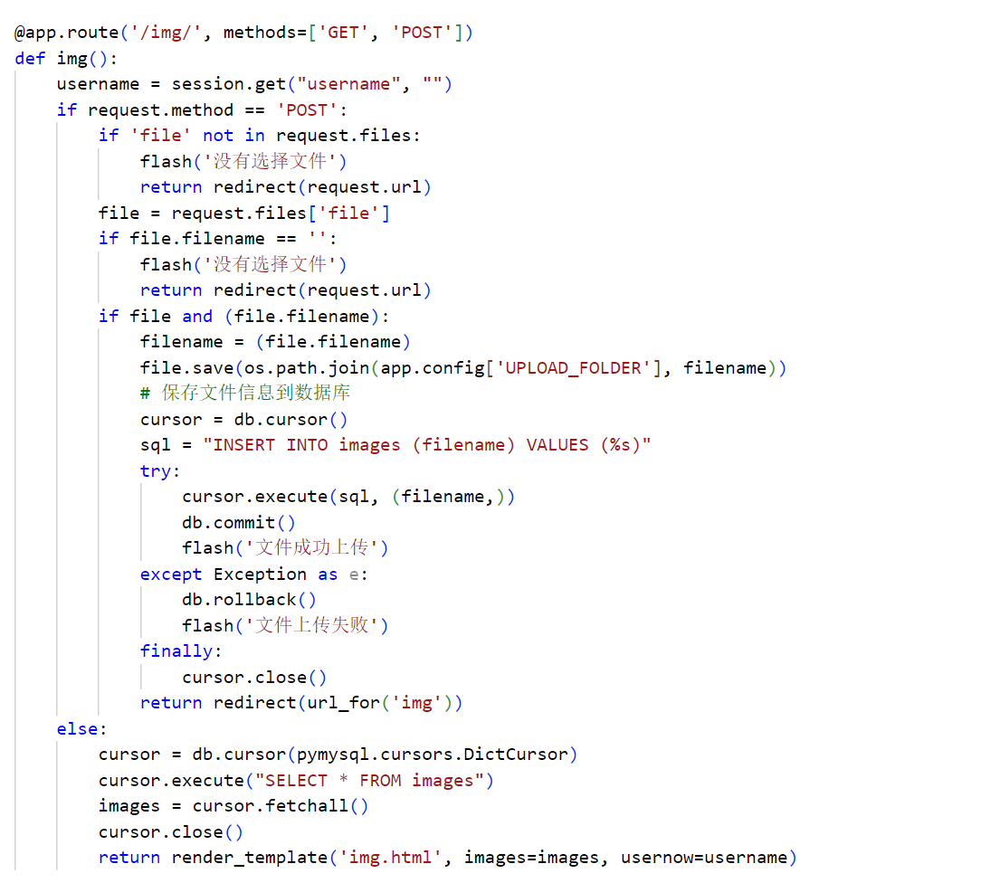 @app.route('/img/', methods=['GET', 'POST'])
def img():
    username = session.get("username", "")
    if request.method == 'POST':
        if 'file' not in request.files:
            flash('没有选择文件')
            return redirect(request.url)
        file = request.files['file']
        if file.filename == '':
            flash('没有选择文件')
            return redirect(request.url)
        if file and (file.filename):
            filename = (file.filename)
            file.save(os.path.join(app.config['UPLOAD_FOLDER'], filename))
            # 保存文件信息到数据库
            cursor = db.cursor()
            sql = "INSERT INTO images (filename) VALUES (%s)"
            try:
                cursor.execute(sql, (filename,))
                db.commit()
                flash('文件成功上传')
            except Exception as e:
                db.rollback()
                flash('文件上传失败')
            finally:
                cursor.close()
            return redirect(url_for('img'))
    else:
        cursor = db.cursor(pymysql.cursors.DictCursor)
        cursor.execute("SELECT * FROM images")
        images = cursor.fetchall()
        cursor.close()
        return render_template('img.html', images=images, usernow=username)